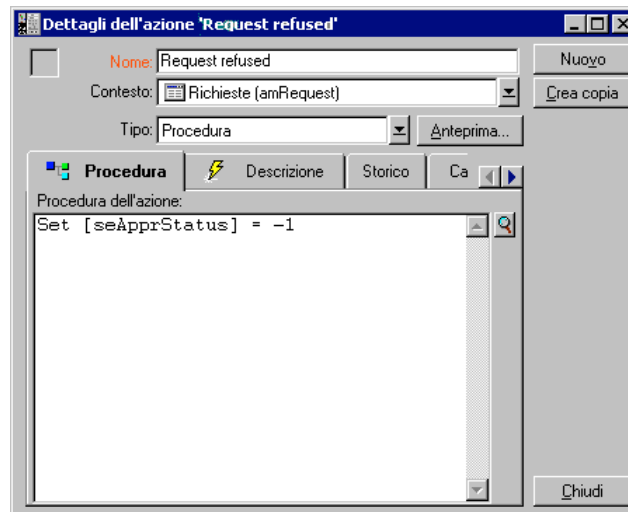 Dettagli dell'azione 'Request refused'
Nome: Request refused
Nuovo
Contesto: Richieste (amRequest)
Crea copia
Tipo: Procedura
Anteprima...
Procedura Descrizione Storico Ca
Procedura dell'azione:
Set [seApprStatus] = -1
Chiudi